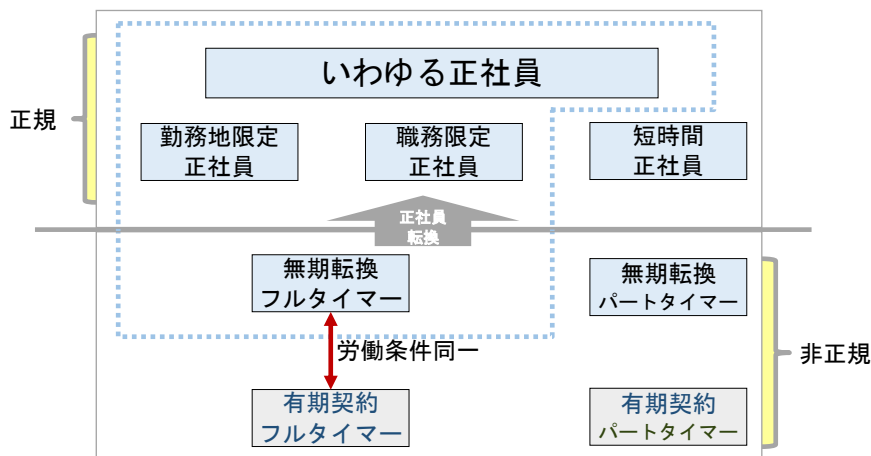 いわゆる正社員
正規
勤務地限定
正社員
職務限定
正社員
短時間
正社員
正社員
転換
無期転換
フルタイマー
無期転換
パートタイマー
労働条件同一
非正規
有期契約
フルタイマー
有期契約
パートタイマー